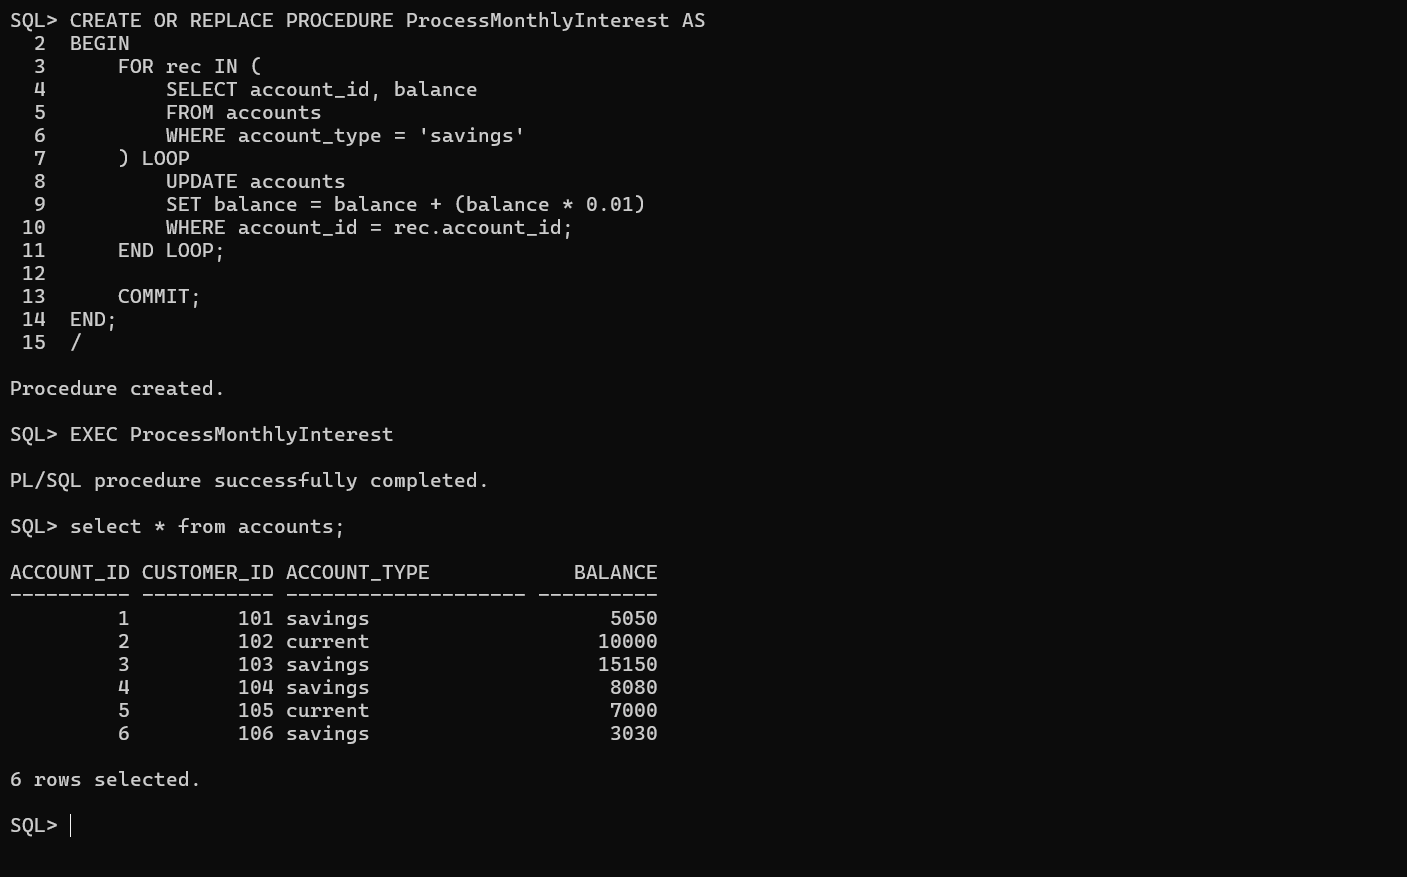 SQL> CREATE OR REPLACE PROCEDURE ProcessMonthlyInterest AS
  2  BEGIN
  3      FOR rec IN (
  4          SELECT account_id, balance
  5          FROM accounts
  6          WHERE account_type = 'savings'
  7      ) LOOP
  8          UPDATE accounts
  9          SET balance = balance + (balance * 0.01)
 10          WHERE account_id = rec.account_id;
 11      END LOOP;
 12
 13      COMMIT;
 14  END;
 15  /

Procedure created.

SQL> EXEC ProcessMonthlyInterest

PL/SQL procedure successfully completed.

SQL> select * from accounts;

ACCOUNT_ID CUSTOMER_ID ACCOUNT_TYPE            BALANCE
---------- ----------- -------------------- ----------
         1         101 savings                    5050
         2         102 current                   10000
         3         103 savings                   15150
         4         104 savings                    8080
         5         105 current                    7000
         6         106 savings                    3030

6 rows selected.

SQL>